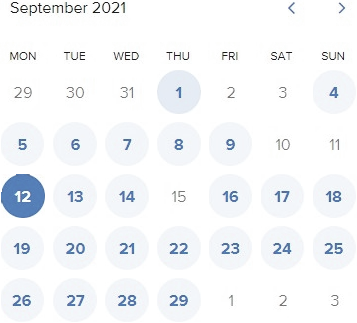 September 2021
MON TUE WED THU FRI SAT SUN
29 30 31 1 2 3 4
5 6 7 8 9 10 11
12 13 14 15 16 17 18
19 20 21 22 23 24 25
26 27 28 29 1 2 3